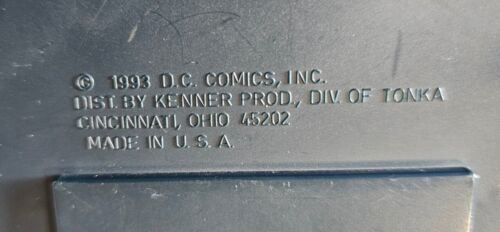 © 1993 D.C. COMICS, INC.
DIST. BY KENNER PROD., DIV. OF TONKA
CINCINNATI, OHIO 45202
MADE IN U.S.A.